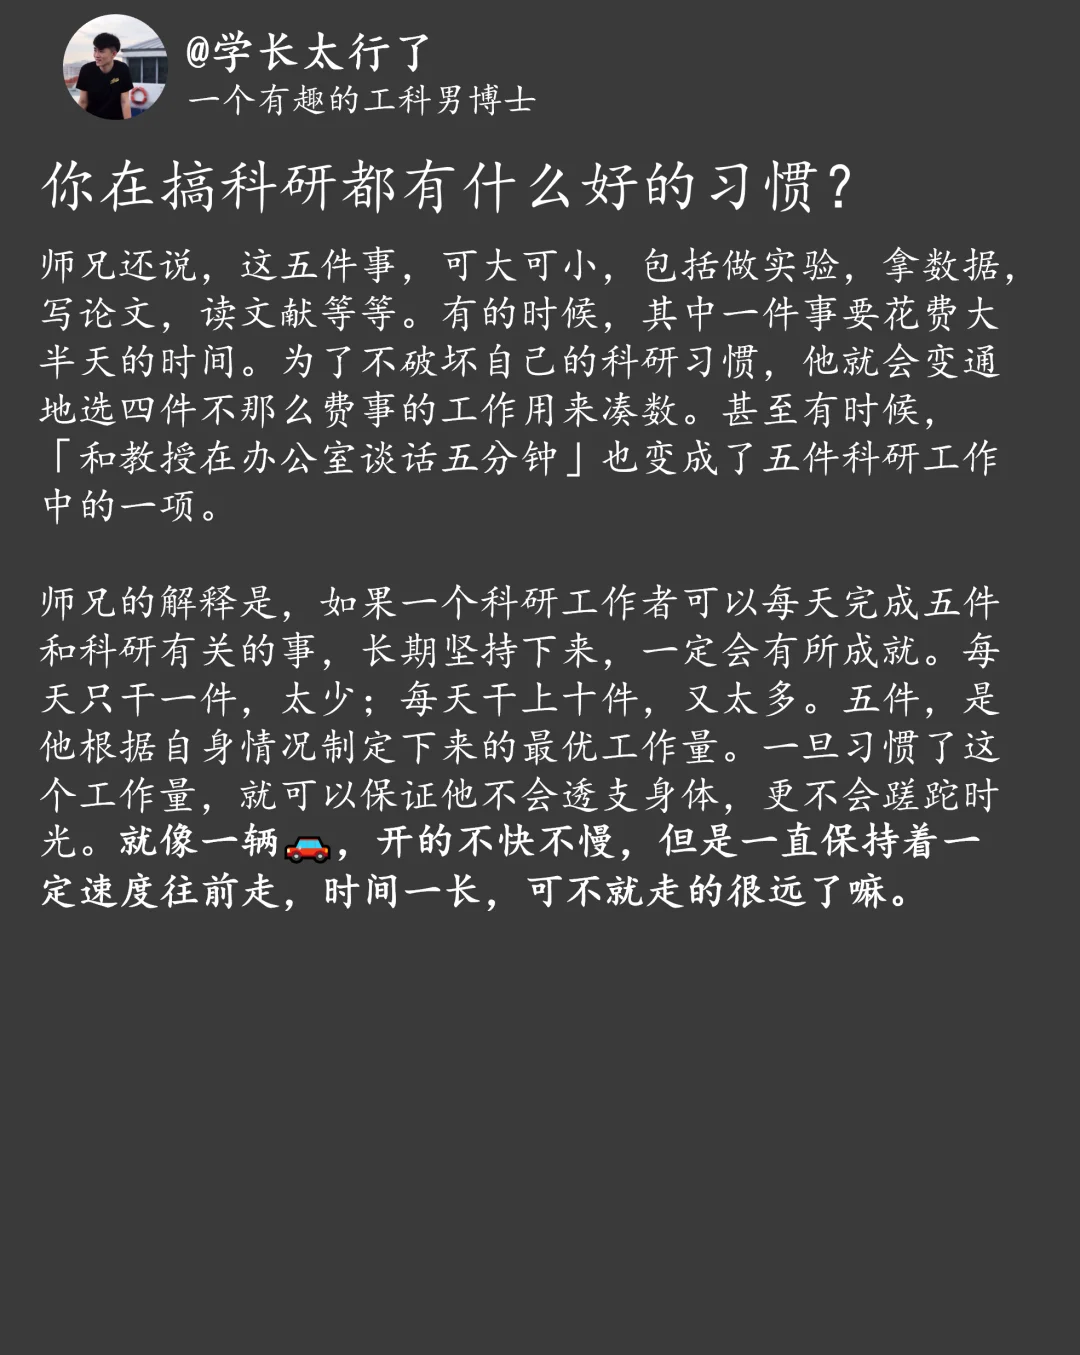 @学长太行了
一个有趣的工科男博士
你在搞科研都有什么好的习惯？
师兄还说，这五件事，可大可小，包括做实验，拿数据，
写论文，读文献等等。有的时候，其中一件事要花费大
半天的时间。为了不破坏自己的科研习惯，他就会变通
地选四件不那么费事的工作用来凑数。甚至有时候，
「和教授在办公室谈话五分钟」也变成了五件科研工作
中的一项。
师兄的解释是，如果一个科研工作者可以每天完成五件
和科研有关的事，长期坚持下来，一定会有所成就。每
天只干一件，太少；每天干上十件，又太多。五件，是
他根据自身情况制定下来的最优工作量。一旦习惯了这
个工作量，就可以保证他不会透支身体，更不会蹉跎时
光。就像一辆🚗，开的不快不慢，但是一直保持着一
定速度往前走，时间一长，可不就走的很远了嘛。